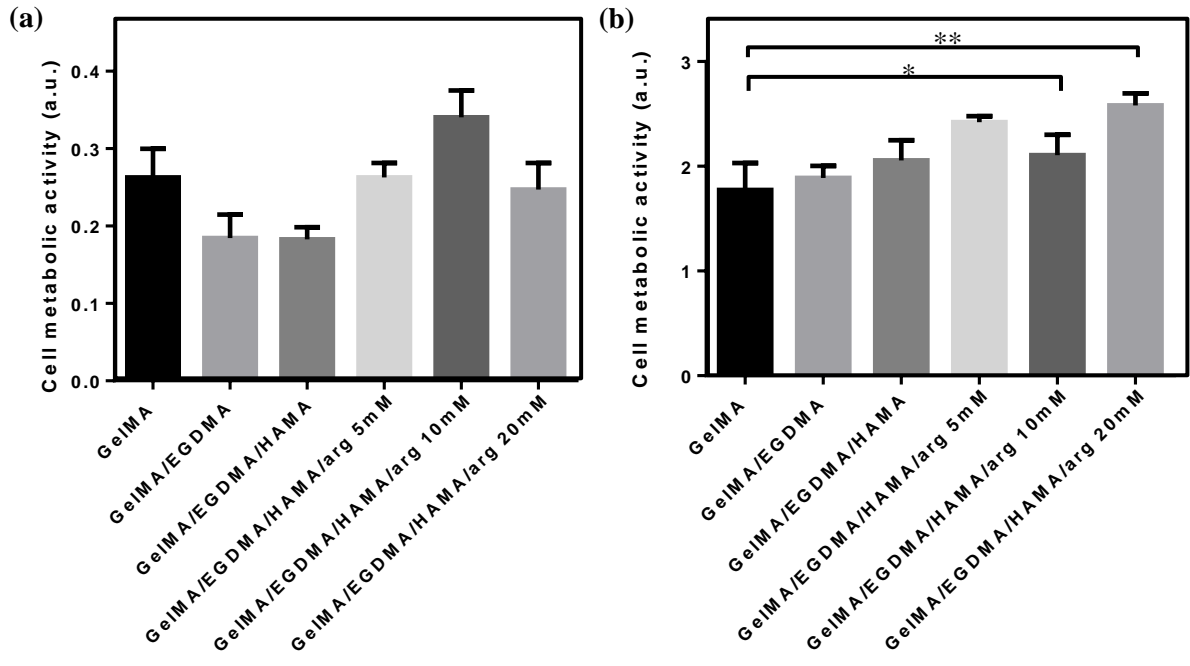 (a)
Cell metabolic activity (a.u.)
0.4
0.3
0.2
0.1
0.0
GelMA
GelMA/EGDMA
GelMA/EGDMA/HAMA
GelMA/EGDMA/HAMA/arg 5mM
GelMA/EGDMA/HAMA/arg 10mM
GelMA/EGDMA/HAMA/arg 20mM
(b)
Cell metabolic activity (a.u.)
3
2
1
0
**
*
GelMA
GelMA/EGDMA
GelMA/EGDMA/HAMA
GelMA/EGDMA/HAMA/arg 5mM
GelMA/EGDMA/HAMA/arg 10mM
GelMA/EGDMA/HAMA/arg 20mM